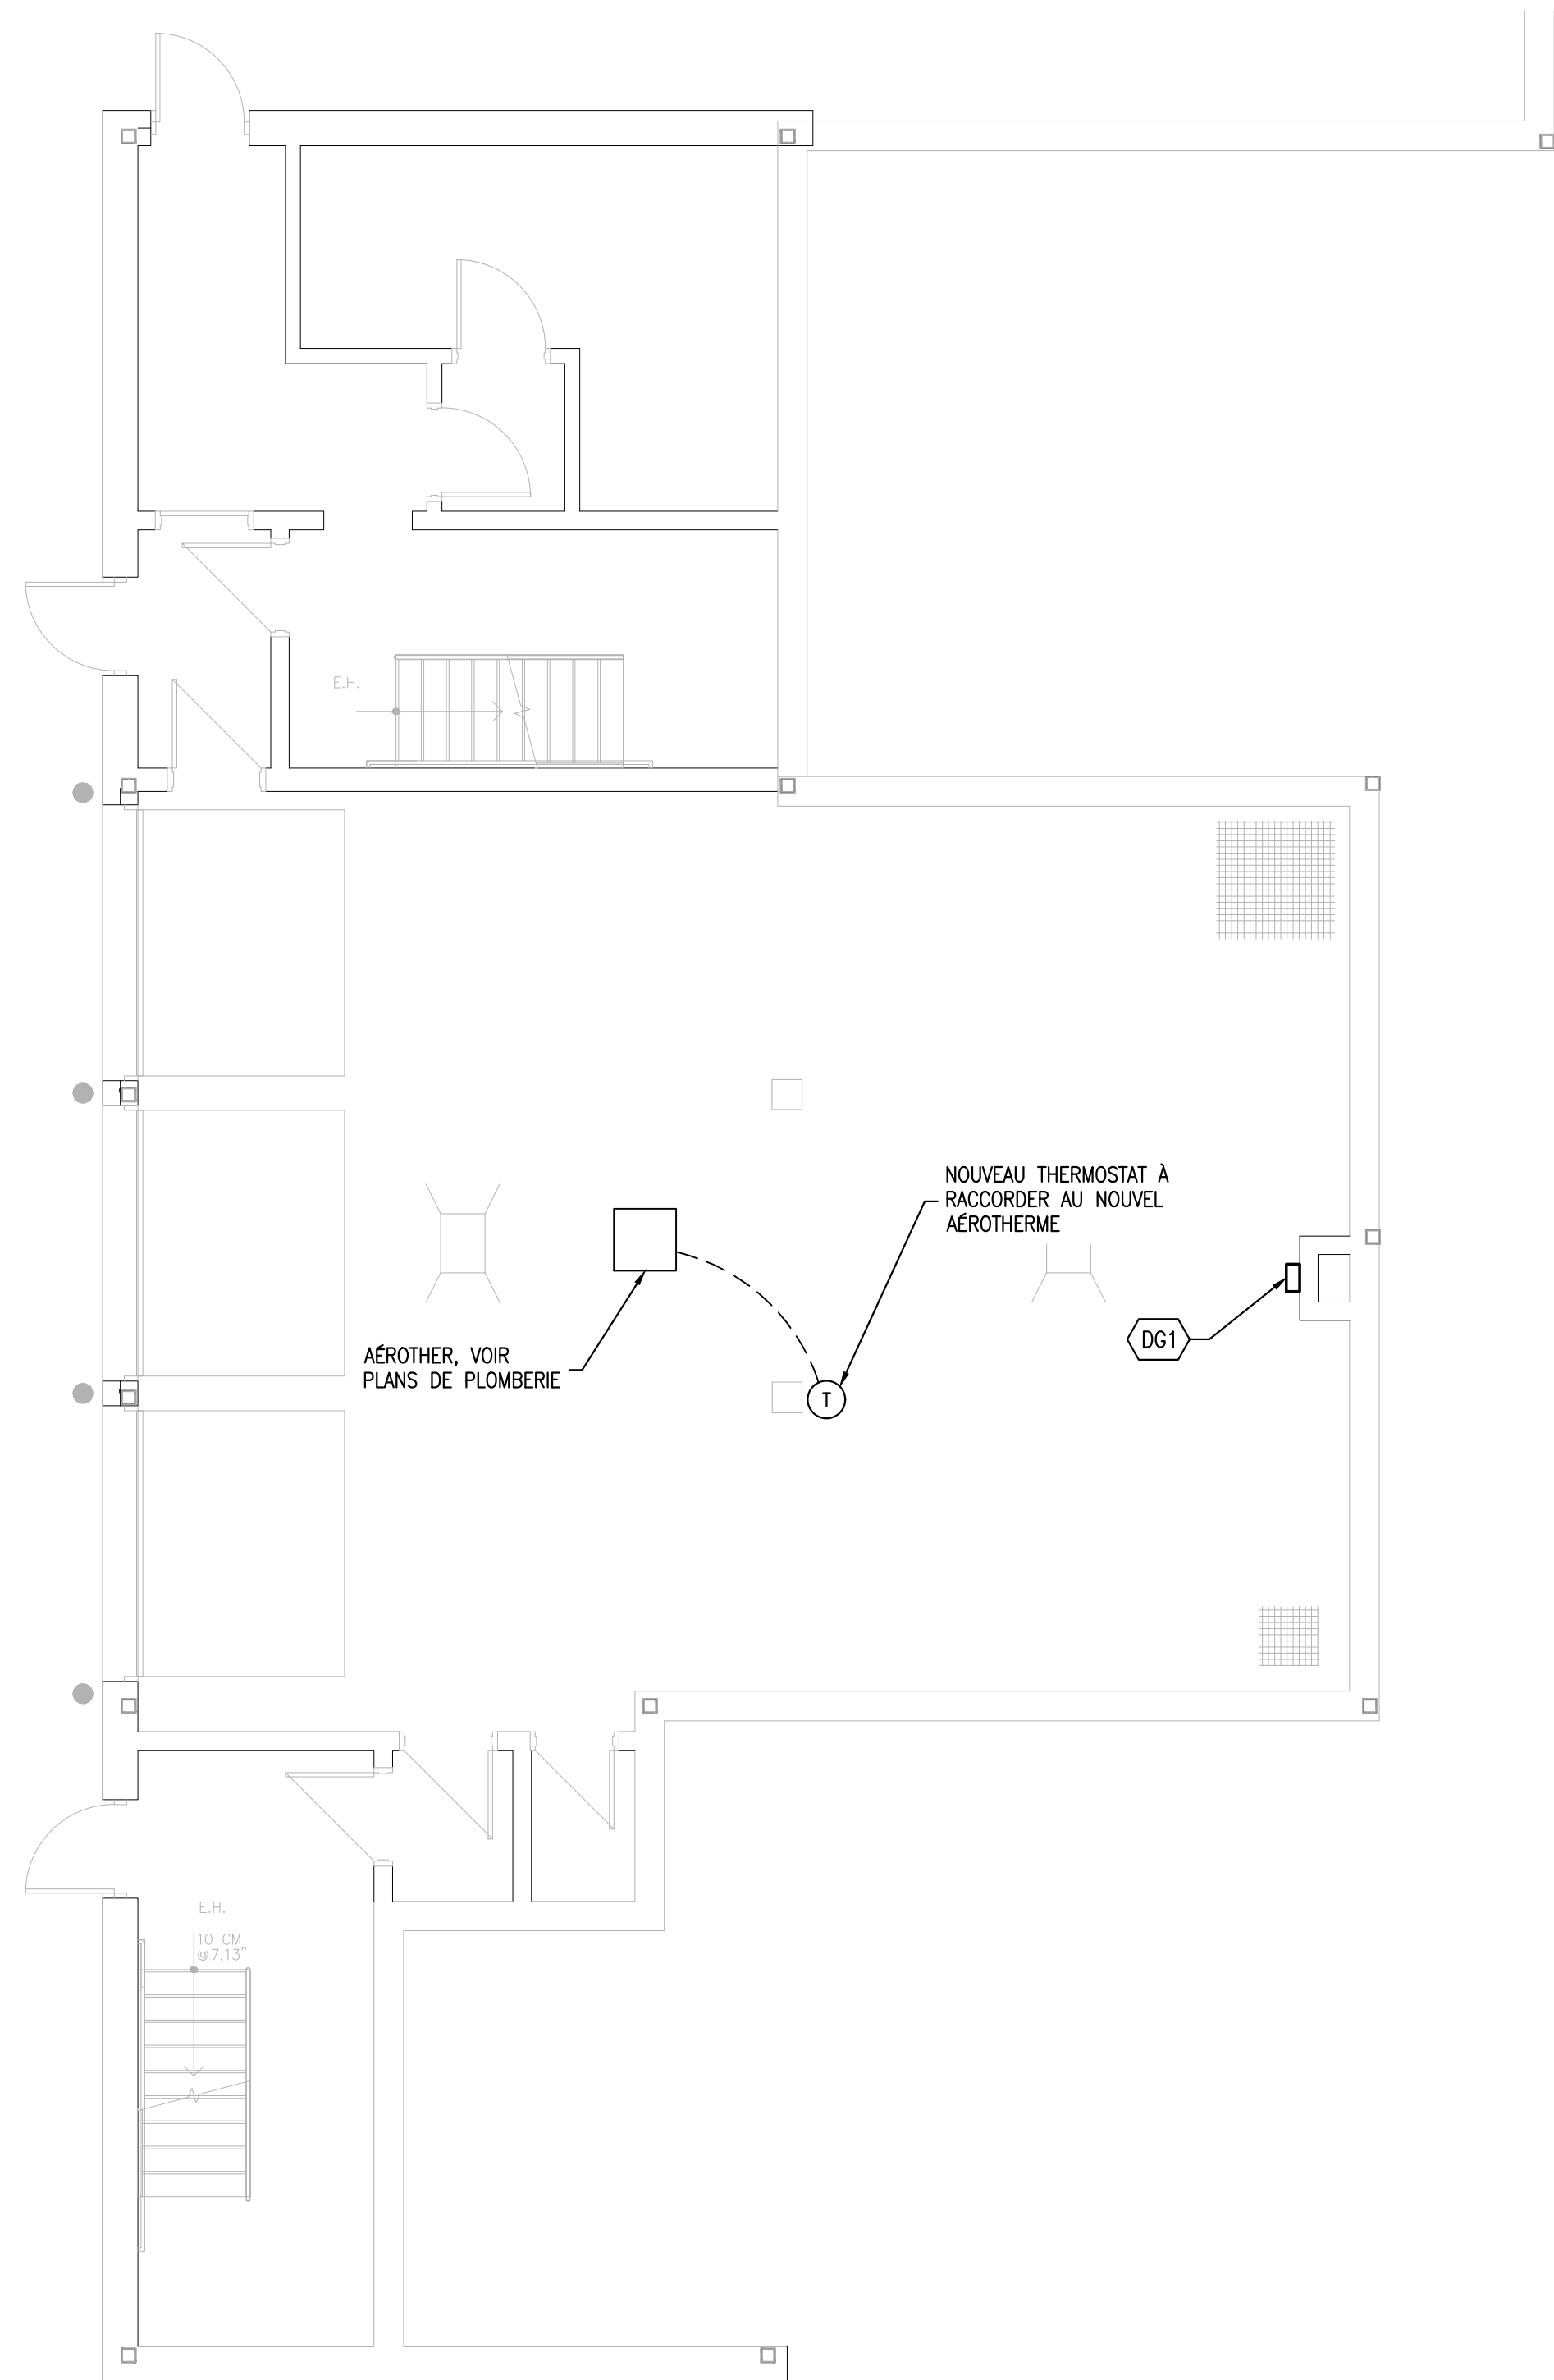 E.H.
NOUVEAU THERMOSTAT À
RACCORDER AU NOUVEL
AÉROTHERME
DG1
AÉROTHER, VOIR
PLANS DE PLOMBERIE
T
E.H.
10 CM
@7,13"